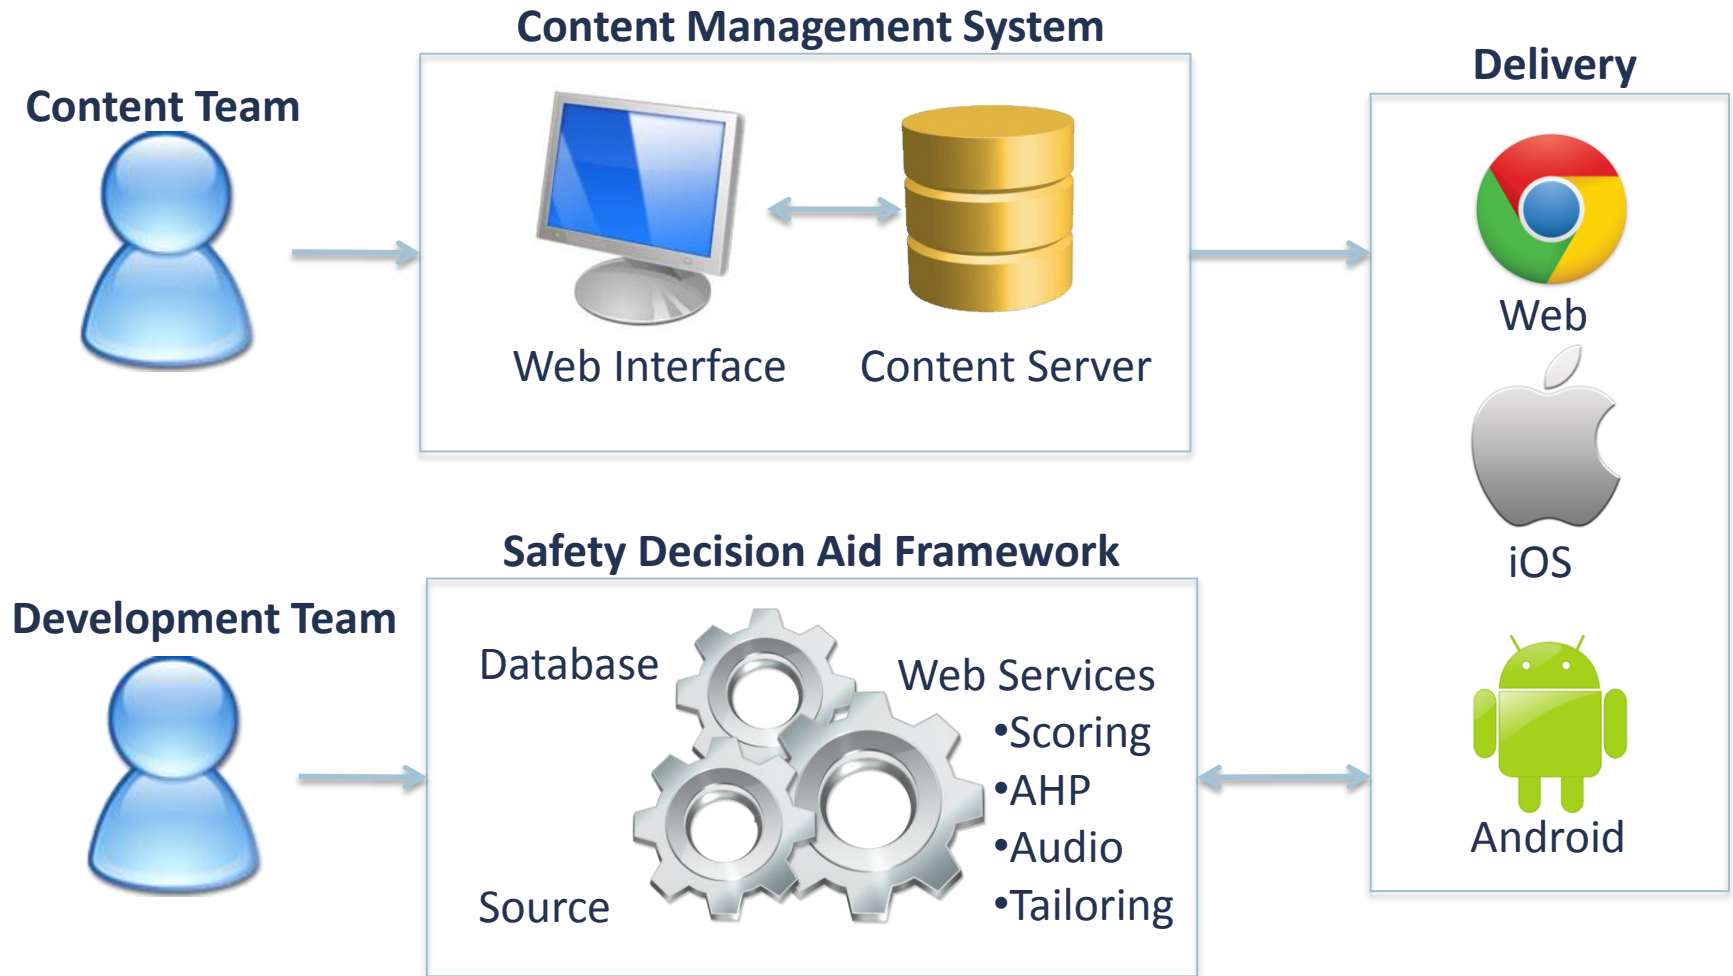 Content Management System
Delivery
Content Team
Web Interface
Content Server
Web
iOS
Android
Safety Decision Aid Framework
Development Team
Database
Source
Web Services
•Scoring
•AHP
•Audio
•Tailoring